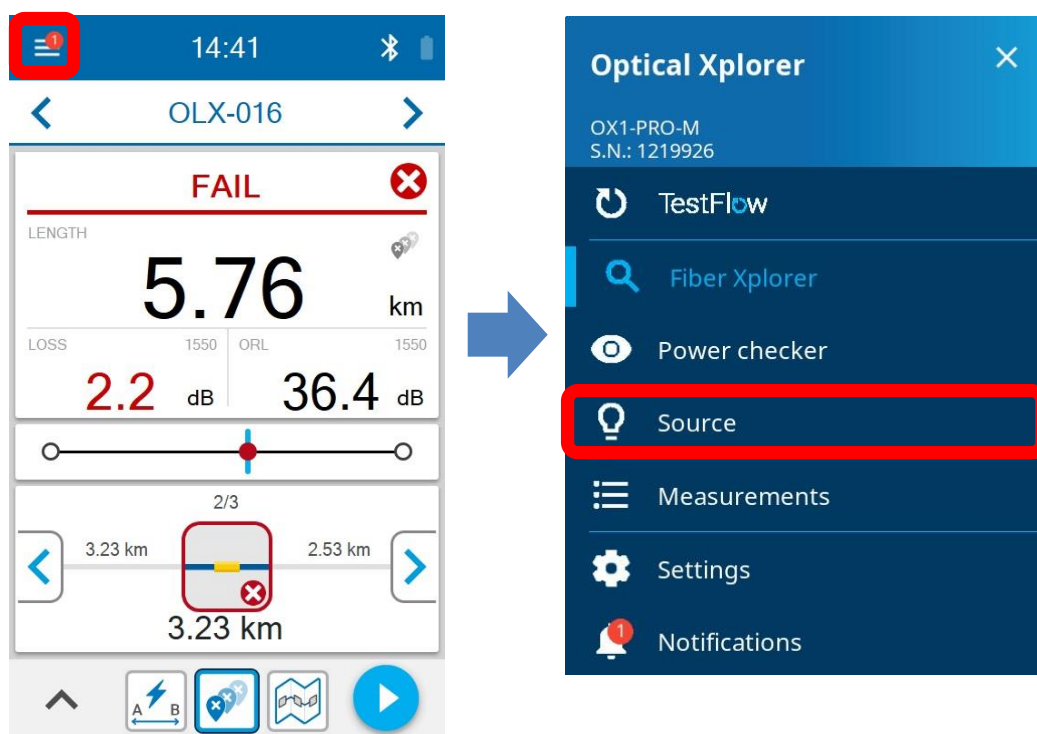 1
14:41
OLX-016
FAIL
LENGTH
5.76 km
LOSS 1550 ORL 1550
2.2 dB 36.4 dB
2/3
3.23 km 2.53 km
3.23 km
A B
Optical Xplorer
OX1-PRO-M
S.N.: 1219926
TestFlow
Fiber Xplorer
Power checker
Source
Measurements
Settings
1
Notifications